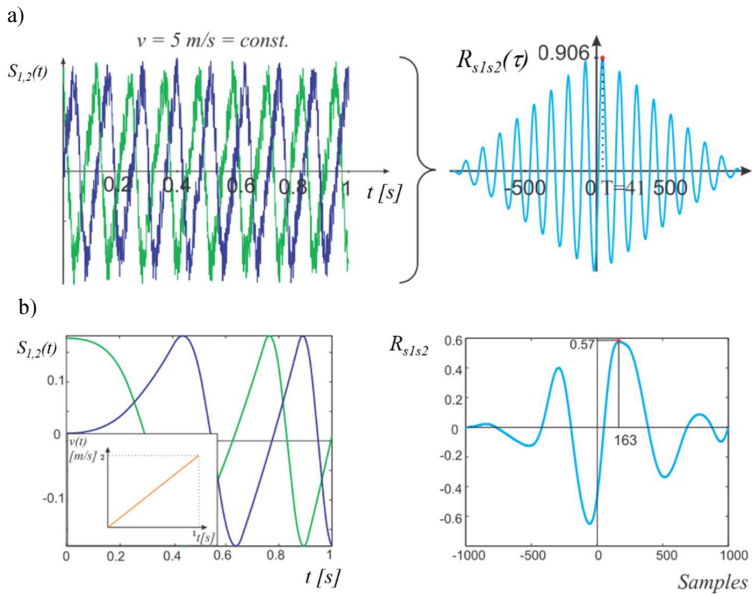 a)
v = 5 m/s = const.
S1,2(t)
0.2 0.4 0.6 0.8 1
t [s]
Rs1s2(τ)
0.906
-500 0 τ=41 500
b)
S1,2(t)
0.1
0
-0.1
0 0.2 0.4 0.6 0.8 1.0
t [s]
v(t)
[m/s] 2
1 t[s]
Rs1s2
0.6
0.57
0.4
0.2
0
-0.2
-0.4
-0.6
-0.8
163
-1000 -500 0 500 1000
Samples